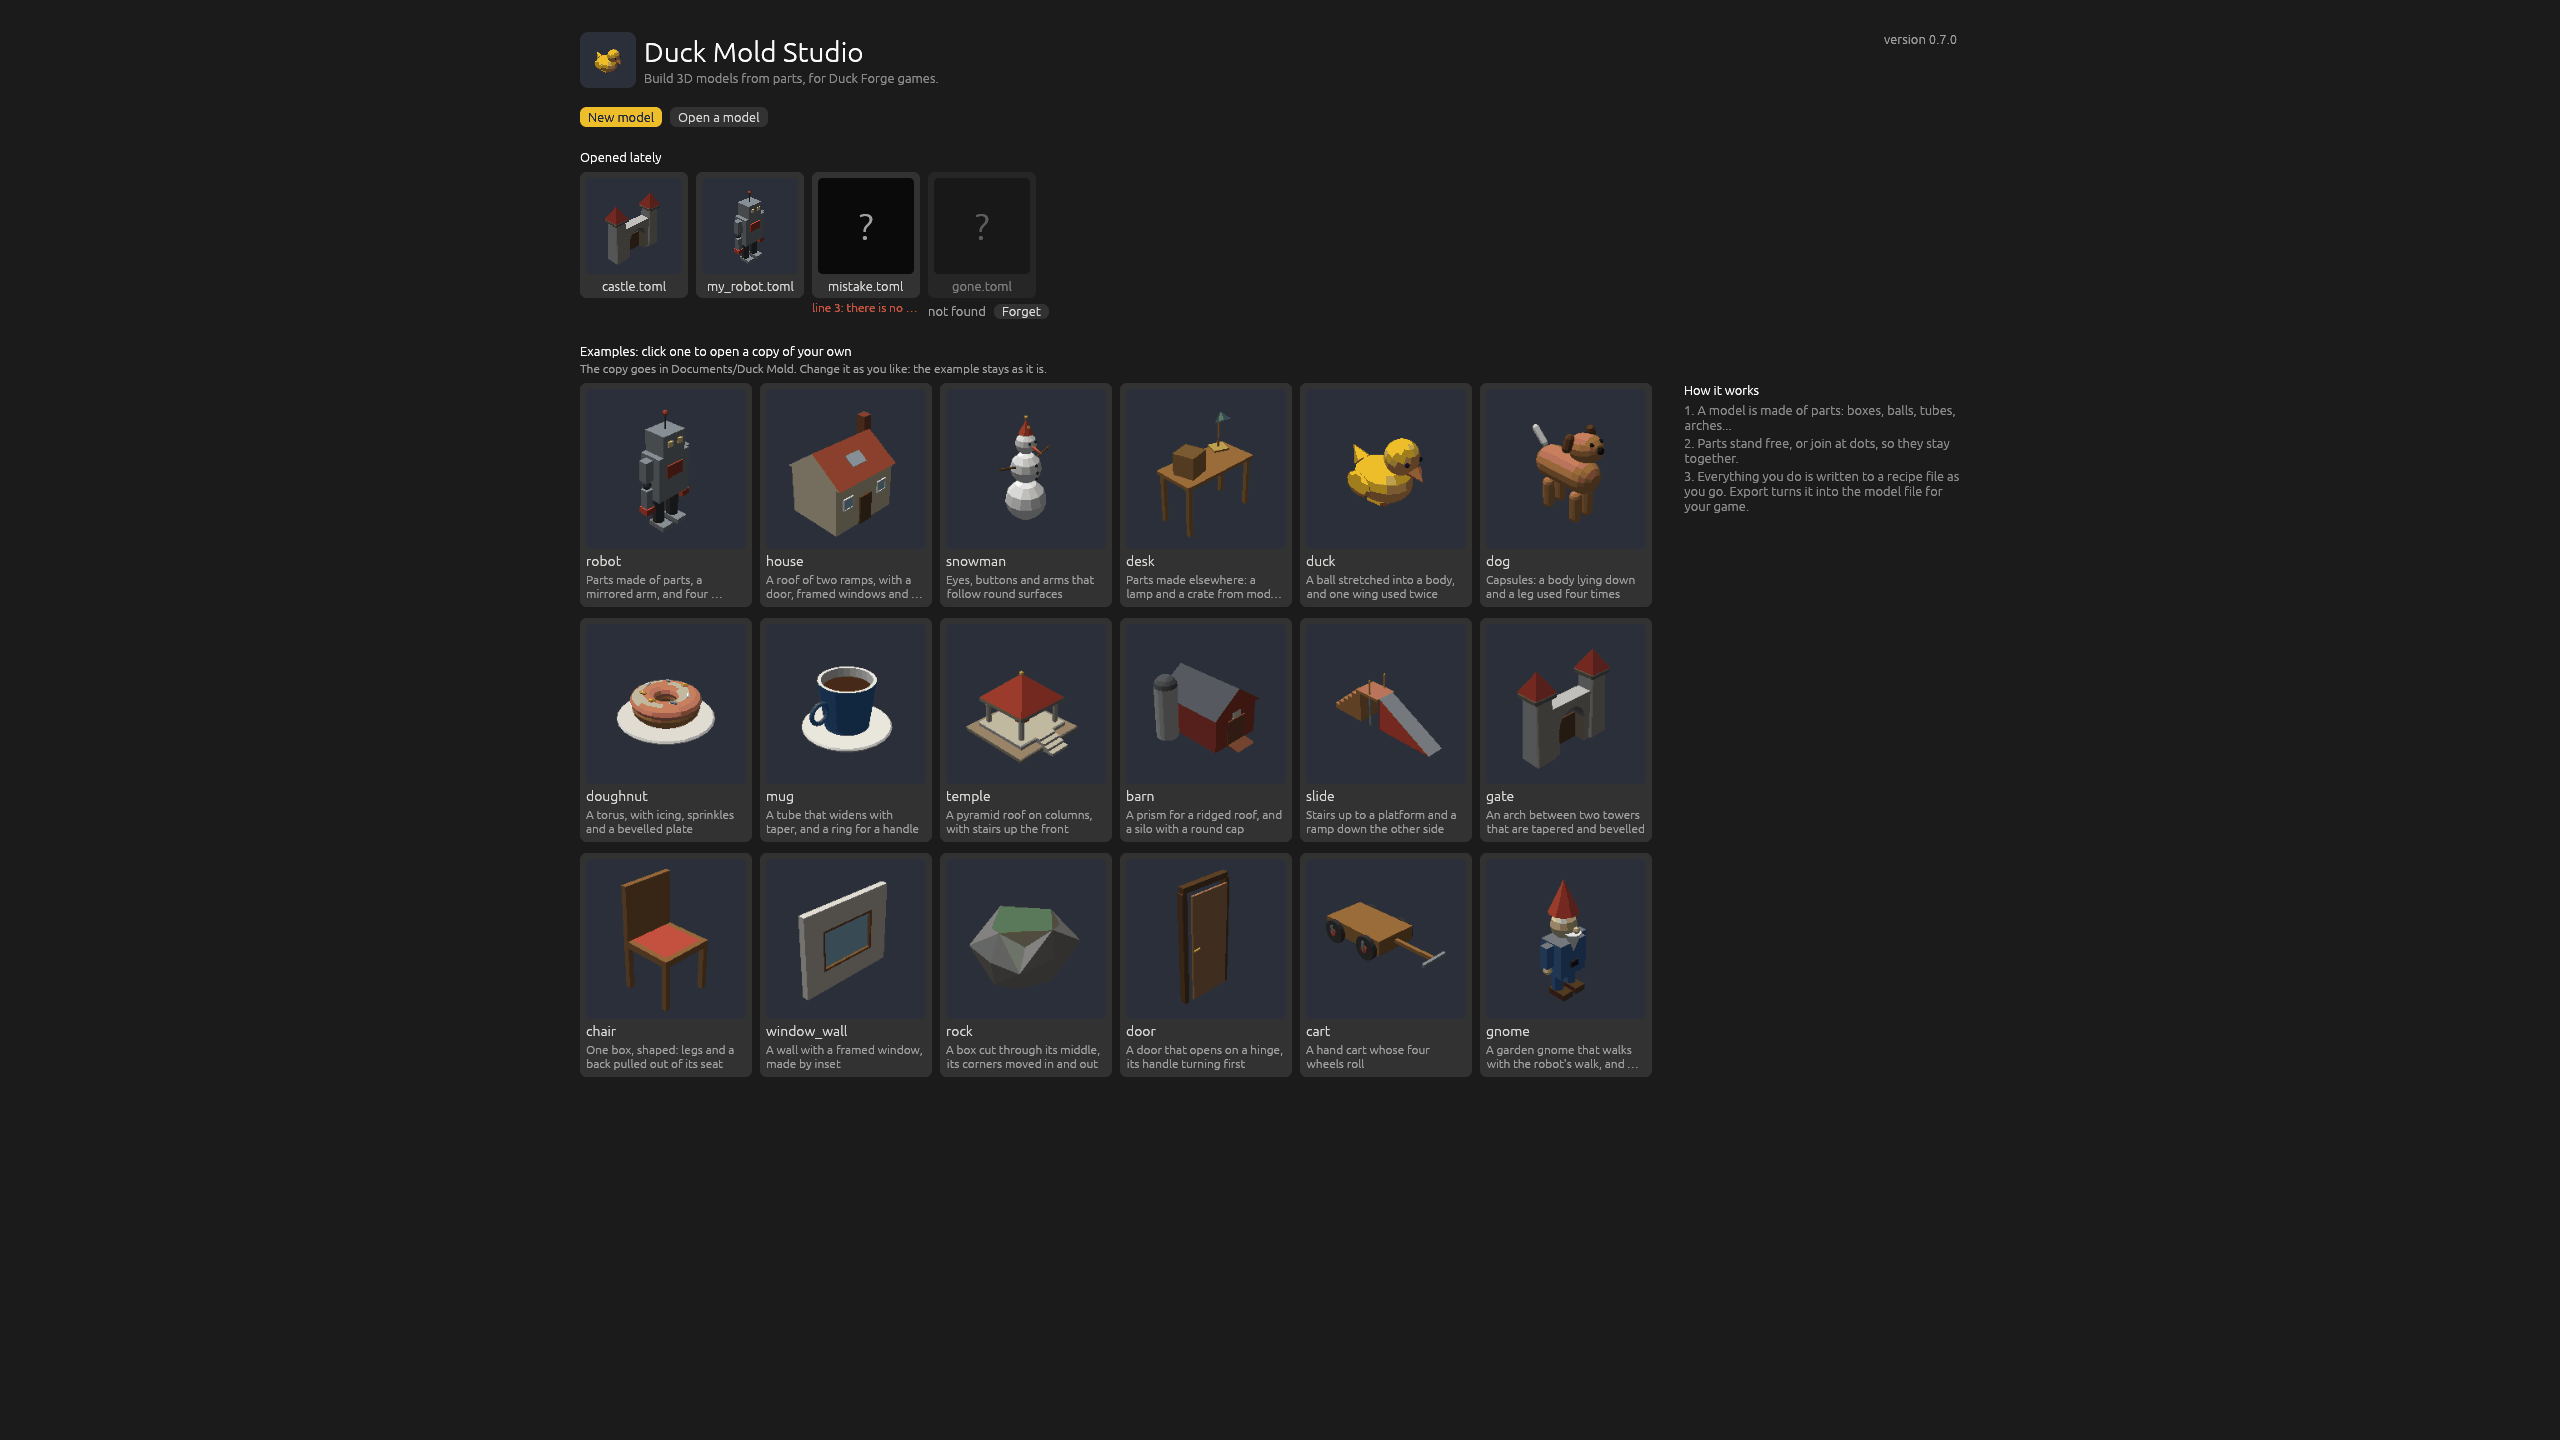 Duck Mold Studio
version 0.7.0
Build 3D models from parts, for Duck Forge games.
New model
Open a model
Opened lately
?
?
castle.toml
my_robot.toml
mistake.toml
gone.toml
line 3: there is no …
not found
Forget
Examples: click one to open a copy of your own
The copy goes in Documents/Duck Mold. Change it as you like: the example stays as it is.
How it works
1. A model is made of parts: boxes, balls, tubes,
arches...
2. Parts stand free, or join at dots, so they stay
together.
3. Everything you do is written to a recipe file as
you go. Export turns it into the model file for
your game.
robot
Parts made of parts, a
mirrored arm, and four …
house
A roof of two ramps, with a
door, framed windows and …
snowman
Eyes, buttons and arms that
follow round surfaces
desk
Parts made elsewhere: a
lamp and a crate from mod…
duck
A ball stretched into a body,
and one wing used twice
dog
Capsules: a body lying down
and a leg used four times
doughnut
A torus, with icing, sprinkles
and a bevelled plate
mug
A tube that widens with
taper, and a ring for a handle
temple
A pyramid roof on columns,
with stairs up the front
barn
A prism for a ridged roof, and
a silo with a round cap
slide
Stairs up to a platform and a
ramp down the other side
gate
An arch between two towers
that are tapered and bevelled
chair
One box, shaped: legs and a
back pulled out of its seat
window_wall
A wall with a framed window,
made by inset
rock
A box cut through its middle,
its corners moved in and out
door
A door that opens on a hinge,
its handle turning first
cart
A hand cart whose four
wheels roll
gnome
A garden gnome that walks
with the robot's walk, and …